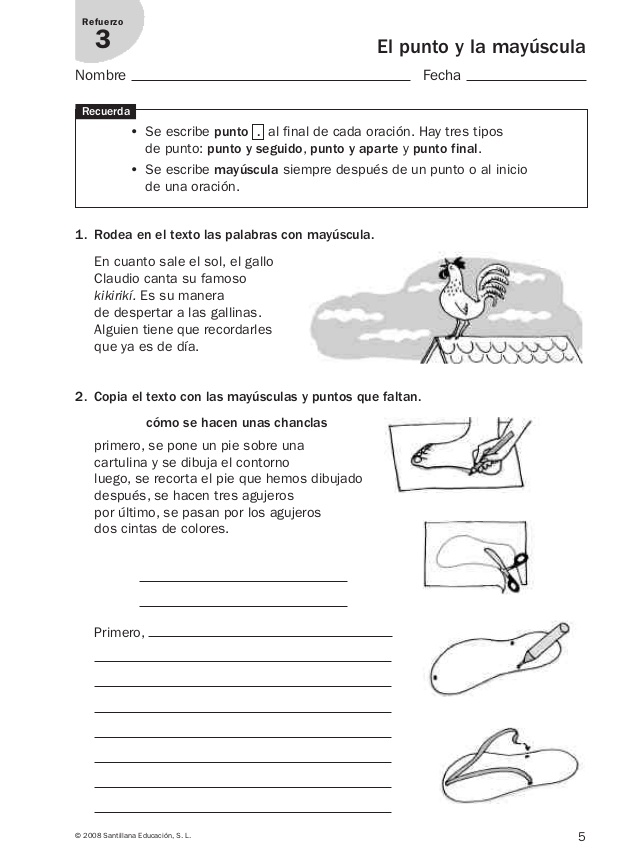 Refuerzo
3
El punto y la mayúscula
Nombre
Fecha
Recuerda
• Se escribe punto . al final de cada oración. Hay tres tipos
de punto: punto y seguido, punto y aparte y punto final.
• Se escribe mayúscula siempre después de un punto o al inicio
de una oración.
1. Rodea en el texto las palabras con mayúscula.
En cuanto sale el sol, el gallo
Claudio canta su famoso
kikirikí. Es su manera
de despertar a las gallinas.
Alguien tiene que recordarles
que ya es de día.
2. Copia el texto con las mayúsculas y puntos que faltan.
cómo se hacen unas chanclas
primero, se pone un pie sobre una
cartulina y se dibuja el contorno
luego, se recorta el pie que hemos dibujado
después, se hacen tres agujeros
por último, se pasan por los agujeros
dos cintas de colores.
Primero,
© 2008 Santillana Educación, S. L.
5